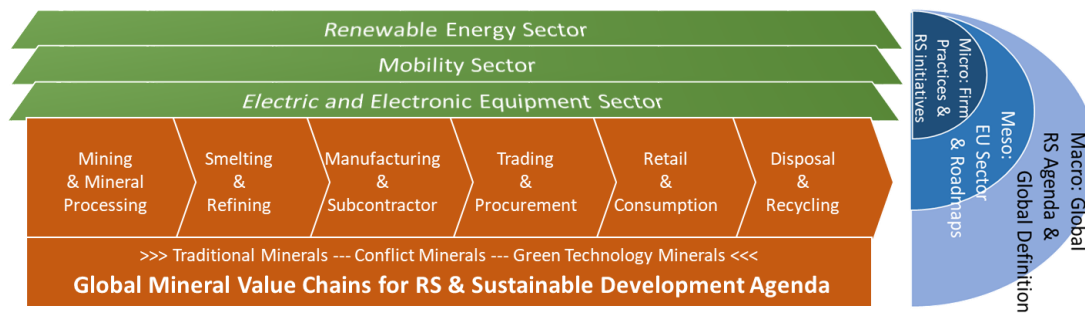 Renewable Energy Sector
Mobility Sector
Electric and Electronic Equipment Sector
Mining
& Mineral
Processing
Smelting
&
Refining
Manufacturing
&
Subcontractor
Trading
&
Procurement
Retail
&
Consumption
Disposal
&
Recycling
>>> Traditional Minerals --- Conflict Minerals --- Green Technology Minerals <<<
Global Mineral Value Chains for RS & Sustainable Development Agenda
Micro: Firm
Practices &
RS initiatives
Meso:
EU Sector
& Roadmaps
Macro: Global
RS Agenda &
Global Definition